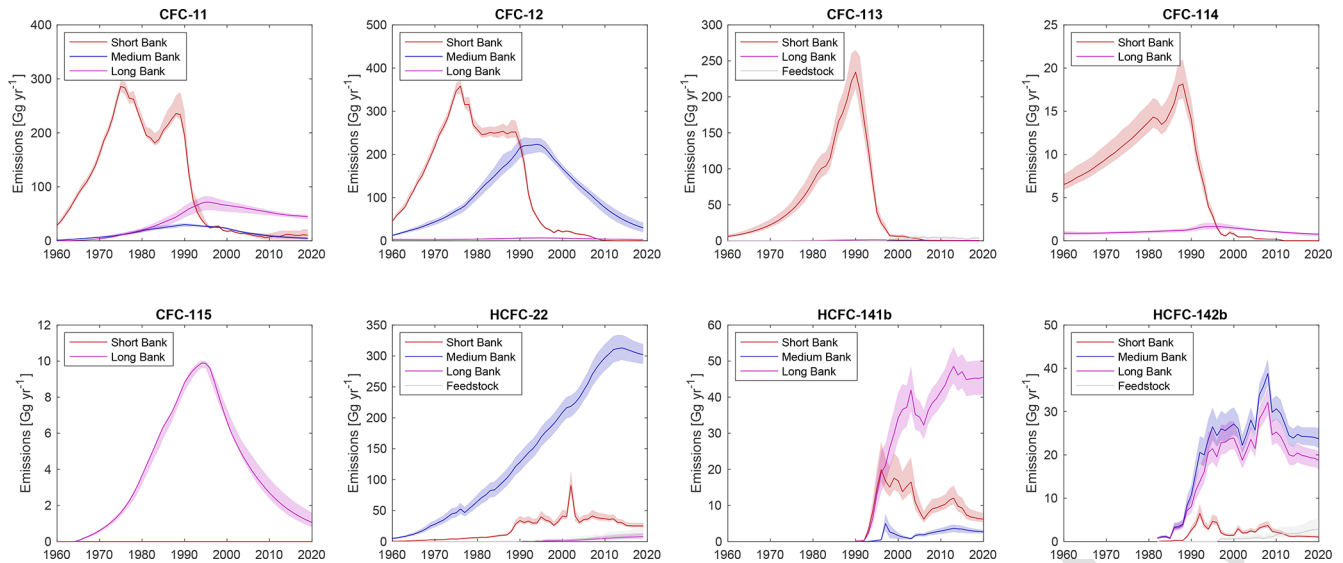 CFC-11
Emissions [Gg yr⁻¹]
400
300
200
100
0
Short Bank
Medium Bank
Long Bank
1960 1970 1980 1990 2000 2010 2020
CFC-12
Emissions [Gg yr⁻¹]
500
400
300
200
100
0
Short Bank
Medium Bank
Long Bank
1960 1970 1980 1990 2000 2010 2020
CFC-113
Emissions [Gg yr⁻¹]
300
250
200
150
100
50
0
Short Bank
Long Bank
Feedstock
1960 1970 1980 1990 2000 2010 2020
CFC-114
Emissions [Gg yr⁻¹]
25
20
15
10
5
0
Short Bank
Long Bank
1960 1970 1980 1990 2000 2010 2020
CFC-115
Emissions [Gg yr⁻¹]
12
10
8
6
4
2
0
Short Bank
Long Bank
1960 1970 1980 1990 2000 2010 2020
HCFC-22
Emissions [Gg yr⁻¹]
350
300
250
200
150
100
50
0
Short Bank
Medium Bank
Long Bank
Feedstock
1960 1970 1980 1990 2000 2010 2020
HCFC-141b
Emissions [Gg yr⁻¹]
60
50
40
30
20
10
0
Short Bank
Medium Bank
Long Bank
1960 1970 1980 1990 2000 2010 2020
HCFC-142b
Emissions [Gg yr⁻¹]
50
40
30
20
10
0
Short Bank
Medium Bank
Long Bank
Feedstock
1960 1970 1980 1990 2000 2010 2020